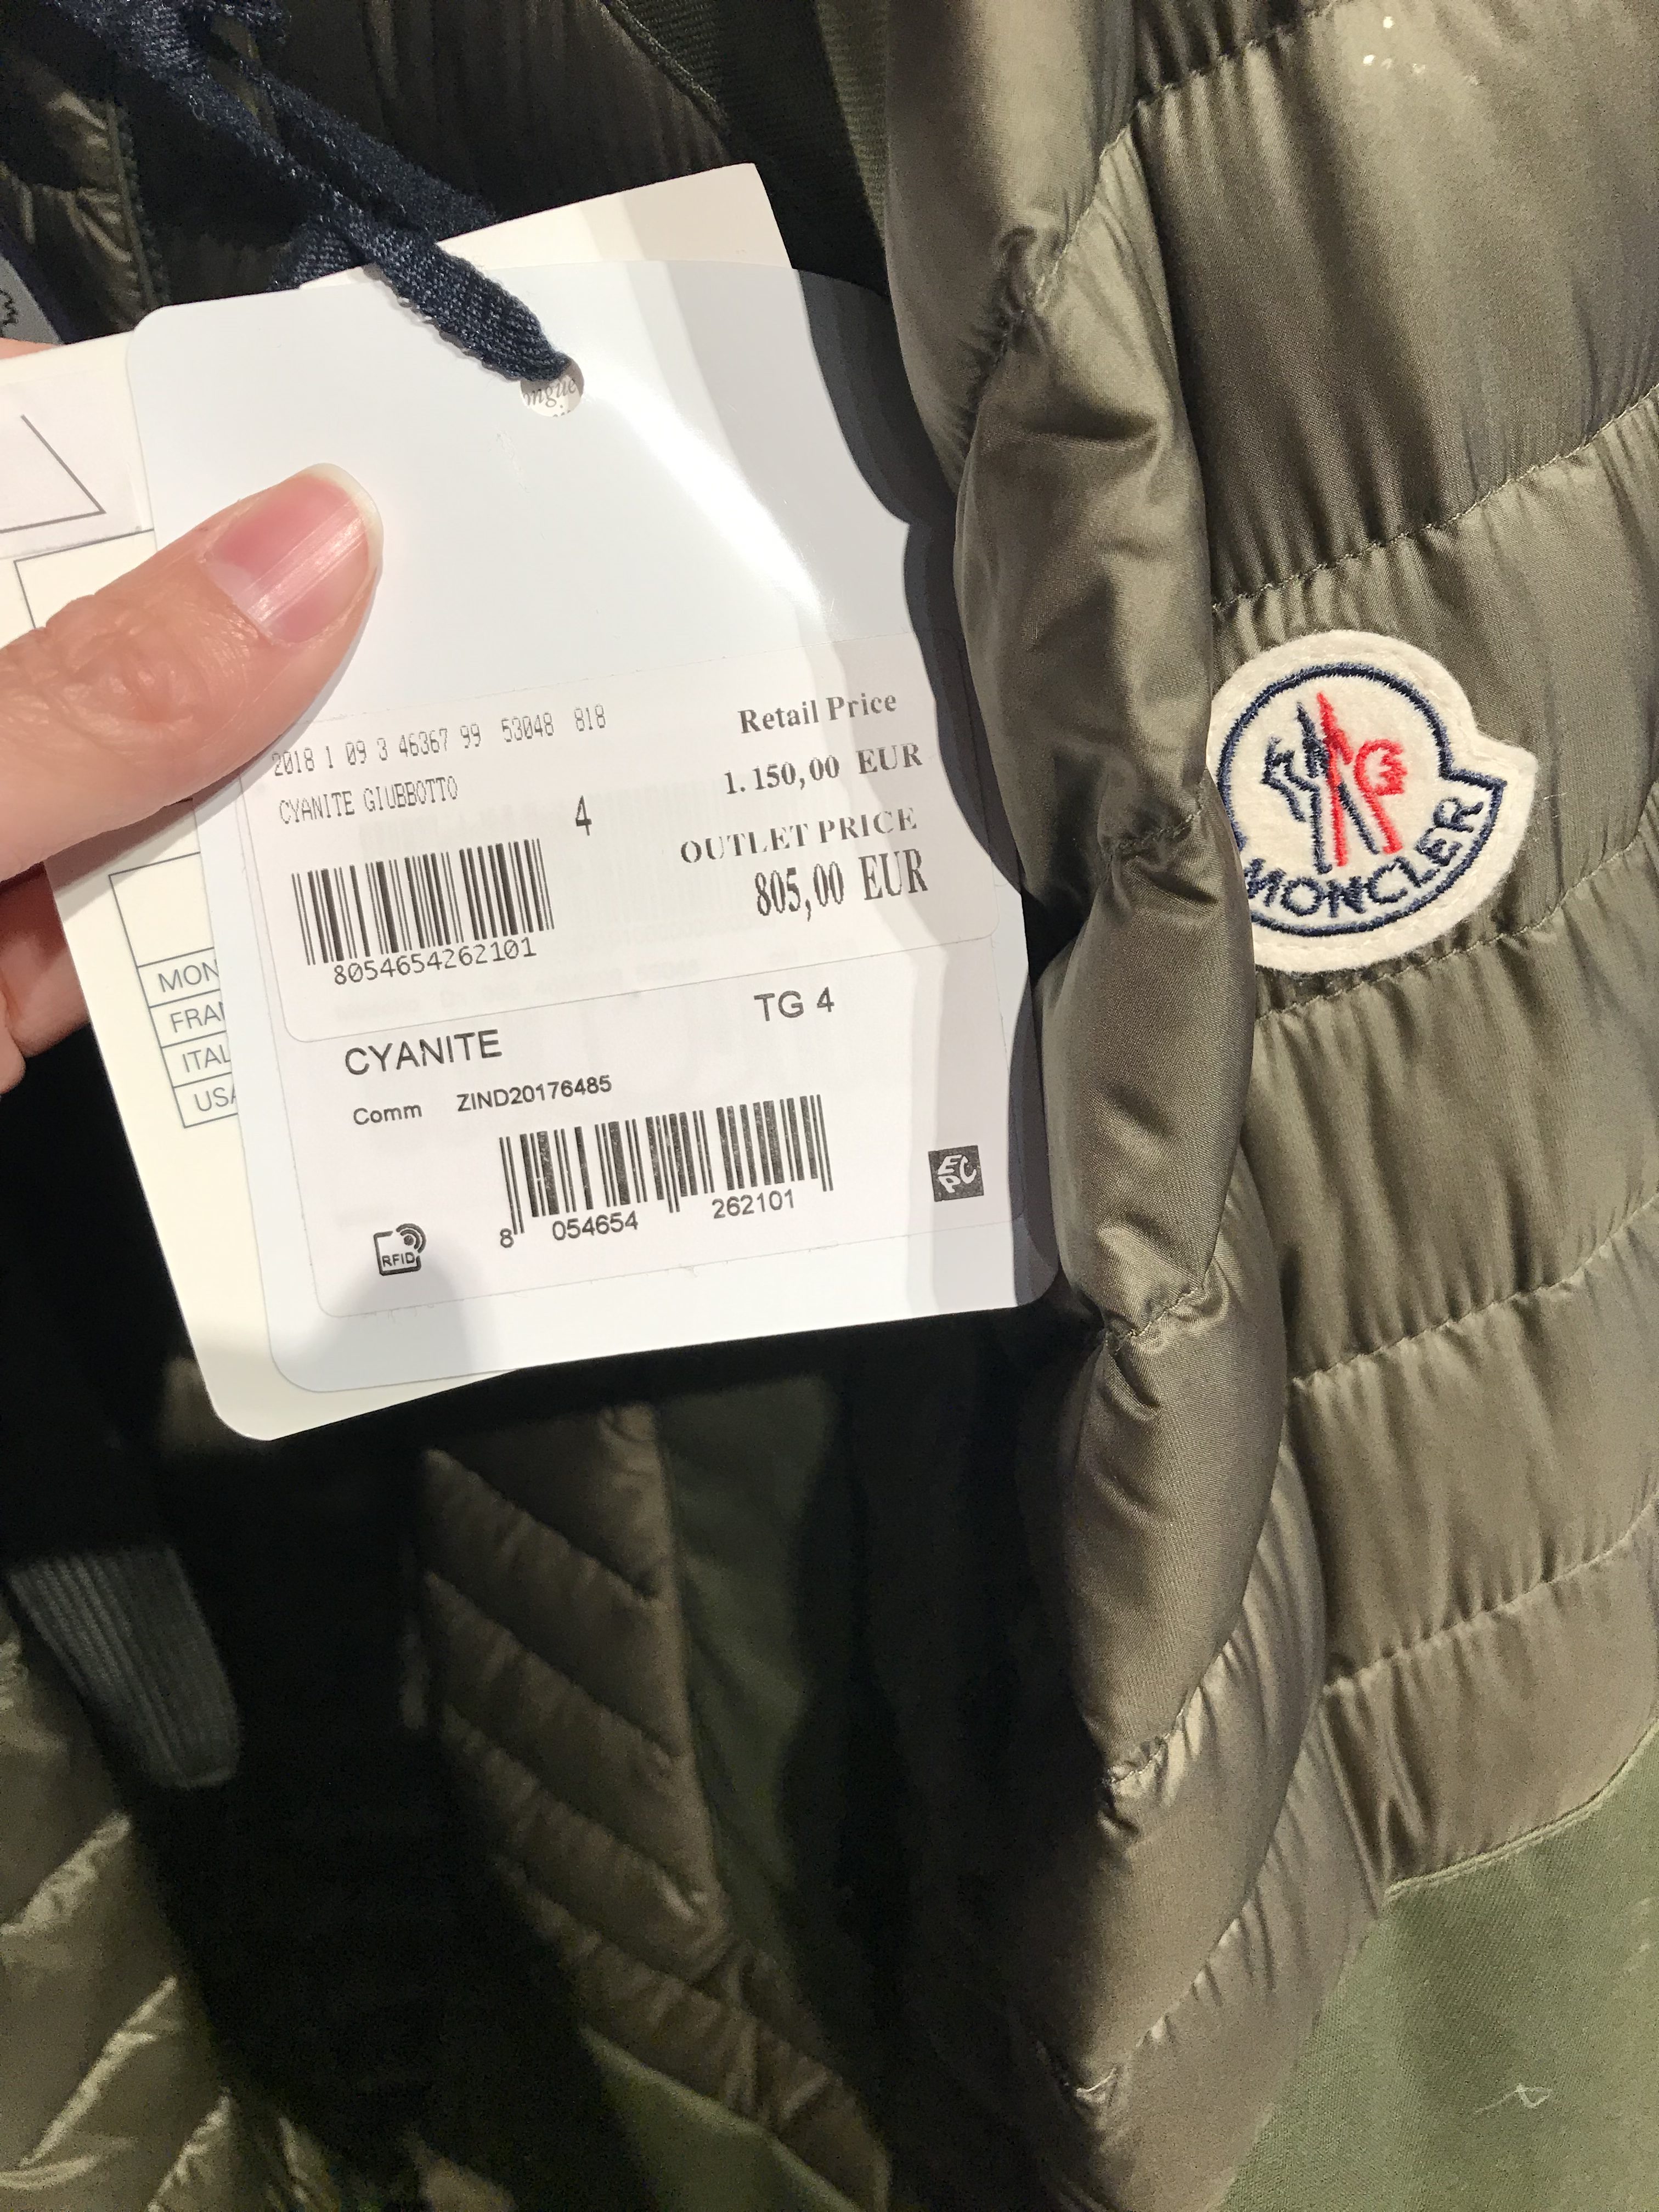 2018 1 09 3 46367 99 53048 818
CYANITE GIUBBOTTO
4
8054654262101
Retail Price
1.150,00 EUR
OUTLET PRICE
805,00 EUR
TG 4
CYANITE
Comm ZIND20176485
8 054654 262101
RFID
EPC
MON
FRA
ITAL
USA
MONCLER